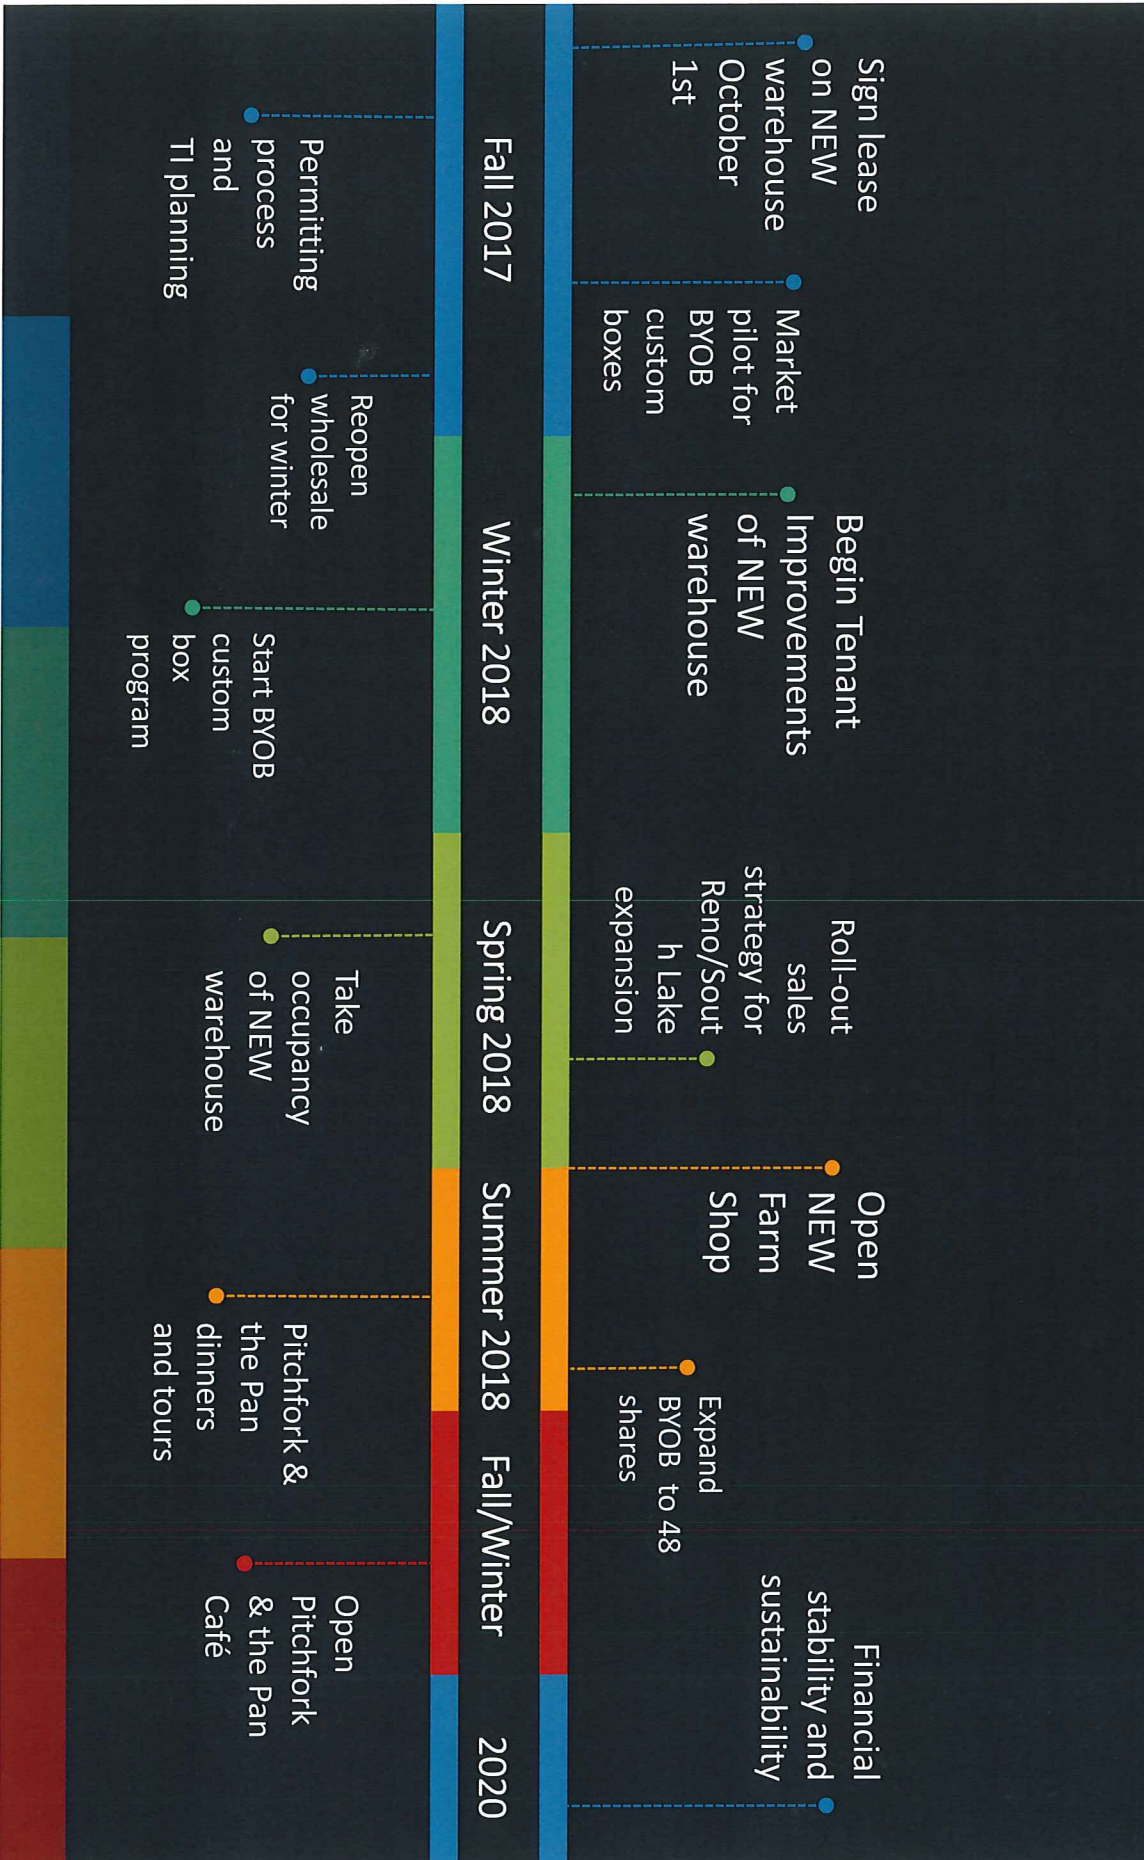 Sign lease
on NEW
warehouse
October
1st
Market
pilot for
BYOB
custom
boxes
Begin Tenant
Improvements
of NEW
warehouse
Roll-out
sales
strategy for
Reno/Sout
h Lake
expansion
Open
NEW
Farm
Shop
Expand
BYOB to 48
shares
Financial
stability and
sustainability
Fall 2017
Winter 2018
Spring 2018
Summer 2018
Fall/Winter
2020
Permitting
process
and
TI planning
Reopen
wholesale
for winter
Start BYOB
custom
box
program
Take
occupancy
of NEW
warehouse
Pitchfork &
the Pan
dinners
and tours
Open
Pitchfork
& the Pan
Café